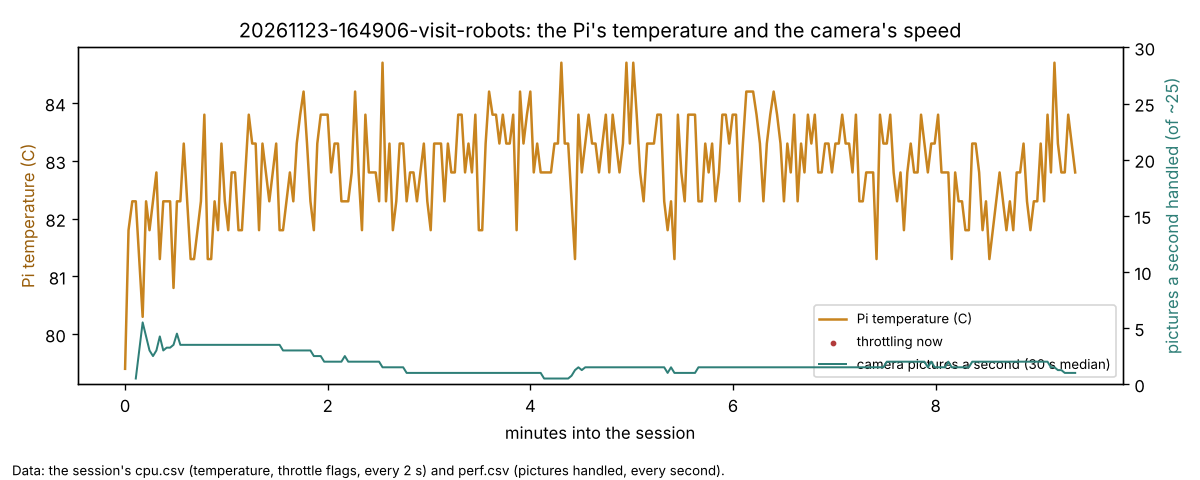 20261123-164906-visit-robots: the Pi's temperature and the camera's speed
Pi temperature (C)
84
83
82
81
80
30
25
20
15
10
5
0
pictures a second handled (of ~25)
Pi temperature (C)
throttling now
camera pictures a second (30 s median)
0
2
4
6
8
minutes into the session
Data: the session's cpu.csv (temperature, throttle flags, every 2 s) and perf.csv (pictures handled, every second).